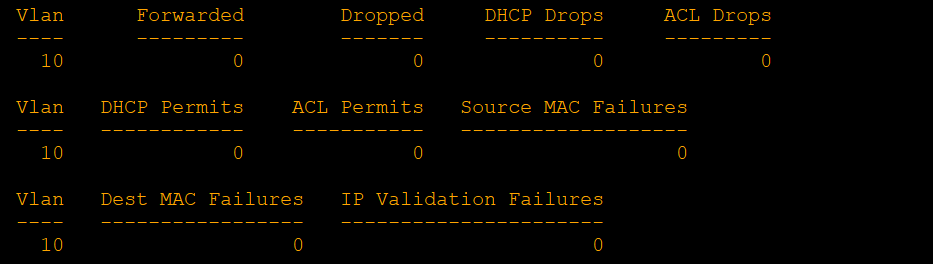 Vlan      Forwarded        Dropped     DHCP Drops     ACL Drops
----      ---------        -------     ----------     ---------
  10              0              0              0             0
Vlan   DHCP Permits    ACL Permits   Source MAC Failures
----   ------------    -----------   -------------------
  10              0              0                     0
Vlan   Dest MAC Failures   IP Validation Failures
----   -----------------   ----------------------
  10                   0                        0